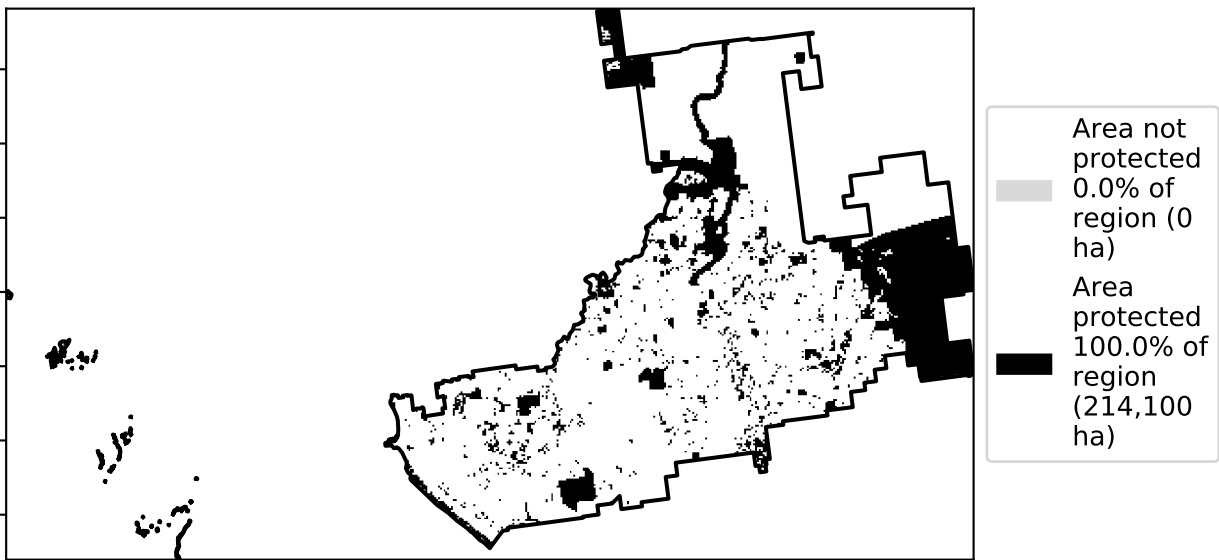 Area not
protected
0.0% of
region (0
ha)
Area
protected
100.0% of
region
(214,100
ha)